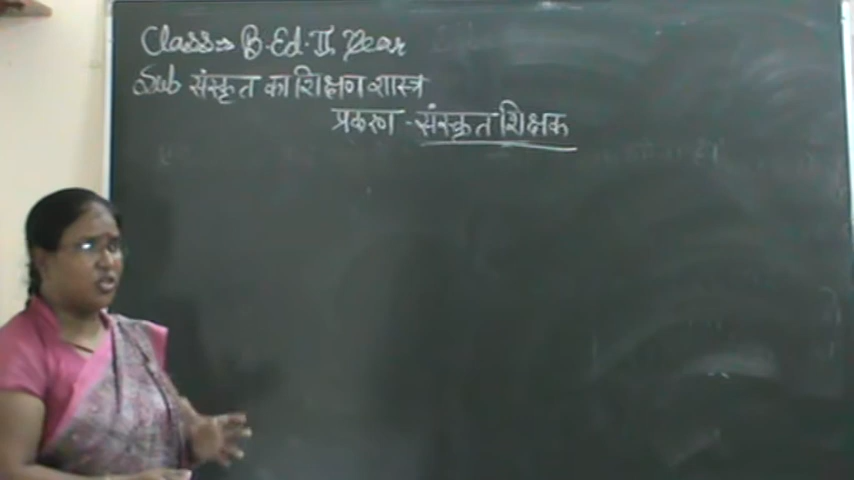 Class⇒ B.Ed. II Year
Sub संस्कृत का शिक्षण शास्त्र
प्रकरण - संस्कृत शिक्षक